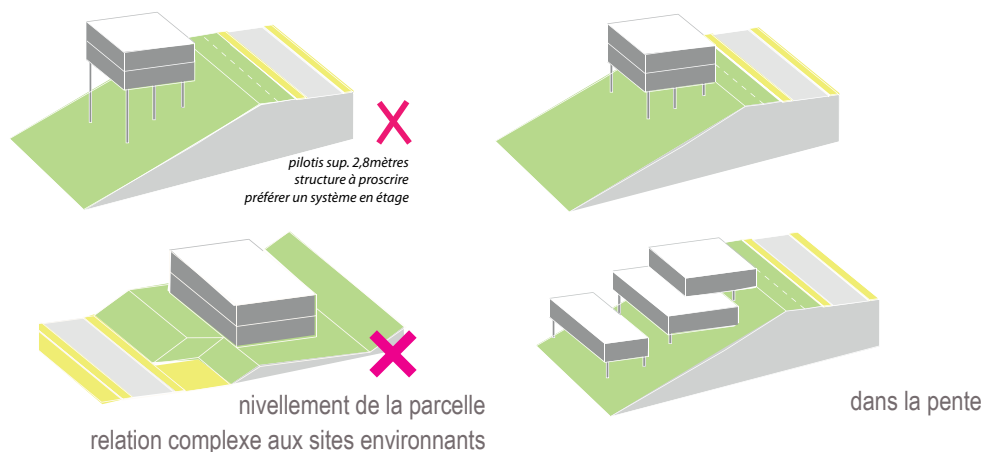 pilotis sup. 2,8mètres
structure à proscrire
préférer un système en étage
nivellement de la parcelle
relation complexe aux sites environnants
dans la pente